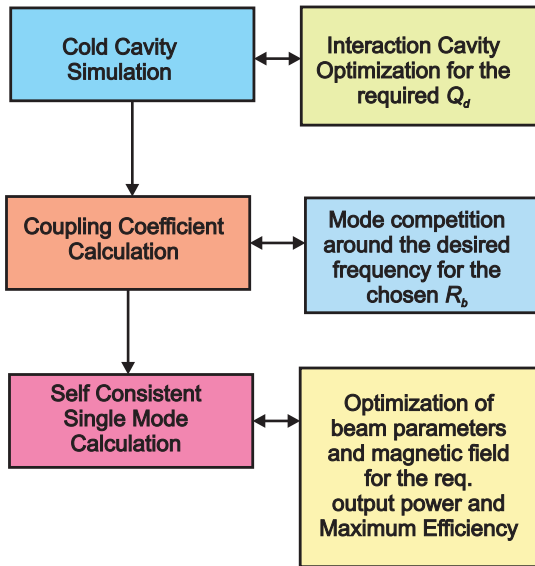 Cold Cavity
Simulation
Interaction Cavity
Optimization for the
required Q_d
Coupling Coefficient
Calculation
Mode competition
around the desired
frequency for the
chosen R_b
Self Consistent
Single Mode
Calculation
Optimization of
beam parameters
and magnetic field
for the req.
output power and
Maximum Efficiency